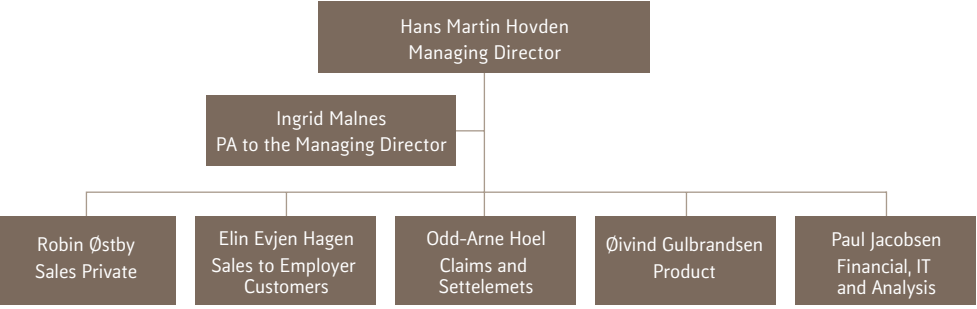 Hans Martin Hovden
Managing Director
Ingrid Malnes
PA to the Managing Director
Robin Østby
Sales Private
Elin Evjen Hagen
Sales to Employer
Customers
Odd-Arne Hoel
Claims and
Settelemets
Øivind Gulbrandsen
Product
Paul Jacobsen
Financial, IT
and Analysis